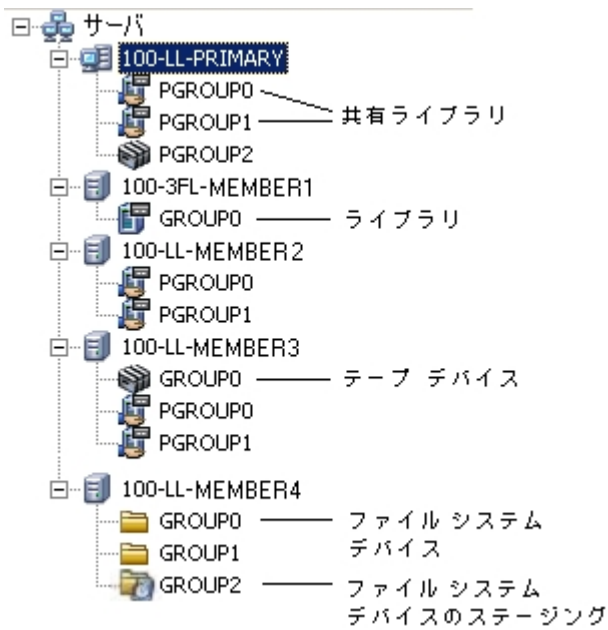 サーバ
100-LL-PRIMARY
PGROUP0
PGROUP1
共有ライブラリ
PGROUP2
100-3FL-MEMBER1
GROUP0
ライブラリ
100-LL-MEMBER2
PGROUP0
PGROUP1
100-LL-MEMBER3
GROUP0
テープ デバイス
PGROUP0
PGROUP1
100-LL-MEMBER4
GROUP0
ファイル システム
デバイス
GROUP1
GROUP2
ファイル システム
デバイスのステージング